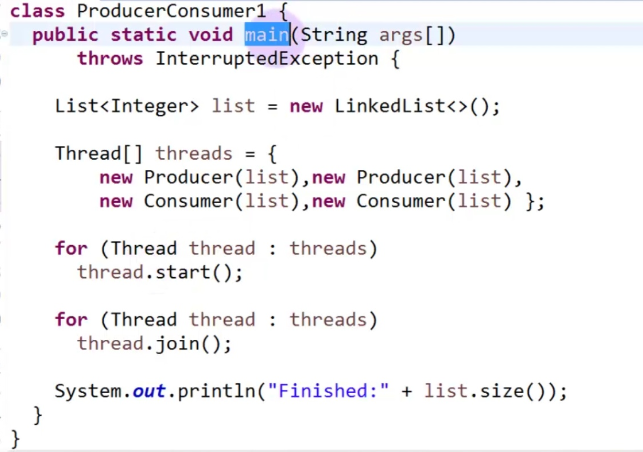 class ProducerConsumer1 {
public static void main(String args[])
throws InterruptedException {
List<Integer> list = new LinkedList<>();
Thread[] threads = {
new Producer(list),new Producer(list),
new Consumer(list),new Consumer(list) };
for (Thread thread : threads)
thread.start();
for (Thread thread : threads)
thread.join();
System.out.println("Finished:" + list.size());
}
}